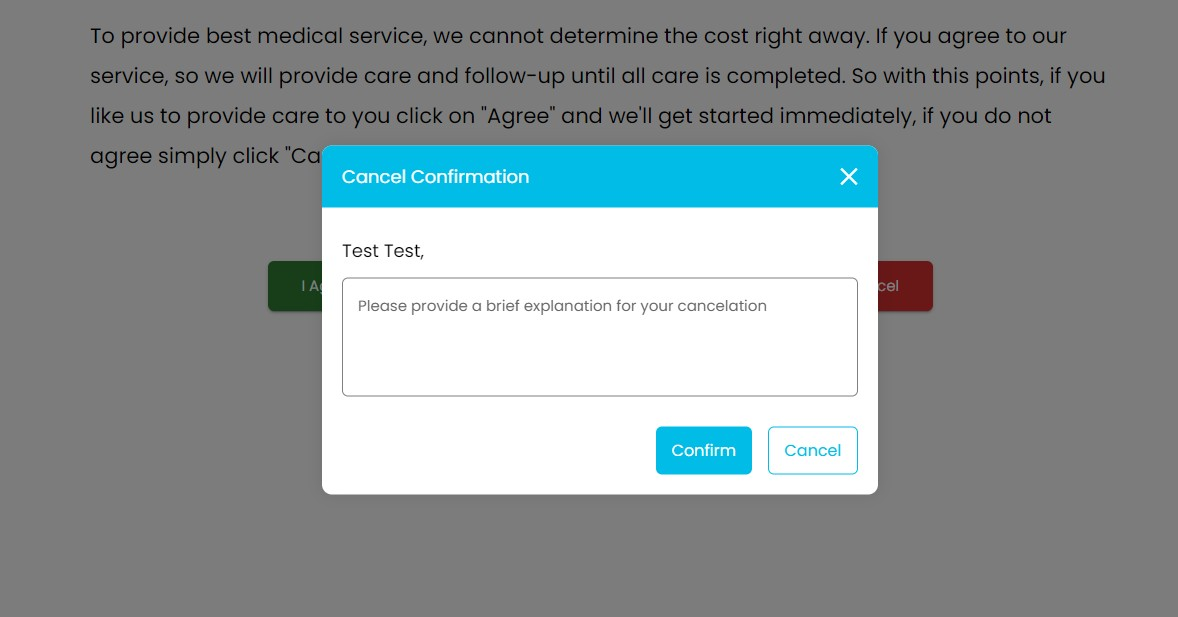 To provide best medical service, we cannot determine the cost right away. If you agree to our
service, so we will provide care and follow-up until all care is completed. So with this points, if you
like us to provide care to you click on "Agree" and we'll get started immediately, if you do not
agree simply click
Cancel Confirmation
Test Test,
I
Please provide a brief explanation for your cancelation
Confirm Cancel